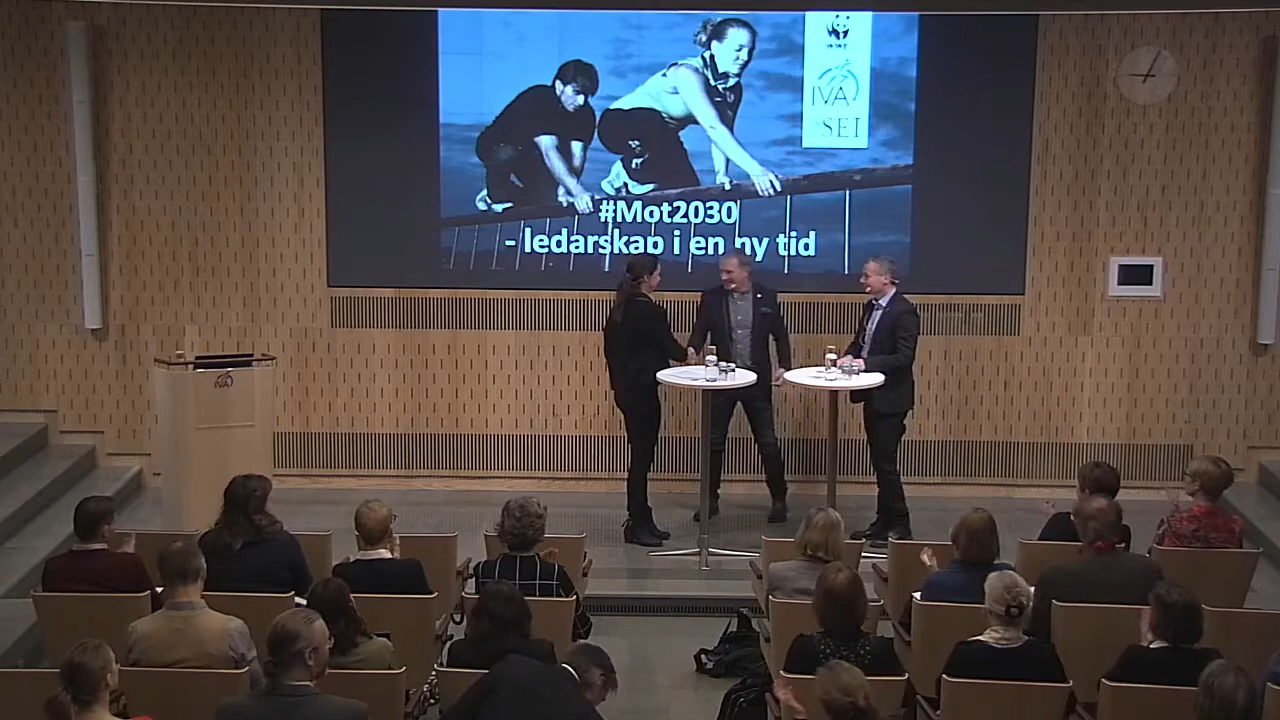 WWF
IVA
SEI
#Mot2030
- ledarskap i en ny tid
IVA